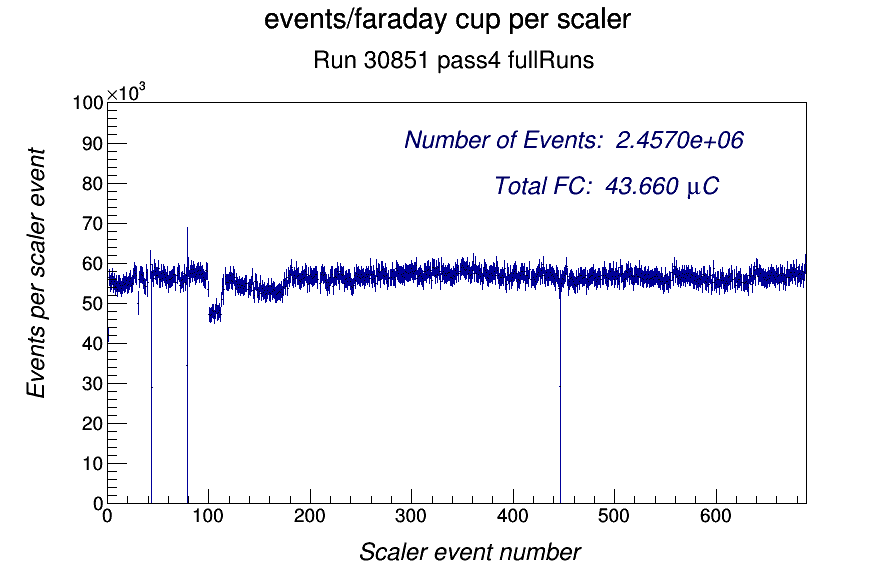 events/faraday cup per scaler
Run 30851 pass4 fullRuns
×10³
100
90
80
70
60
50
40
30
20
10
0
Events per scaler event
Number of Events: 2.4570e+06
Total FC: 43.660 μC
0 100 200 300 400 500 600
Scaler event number